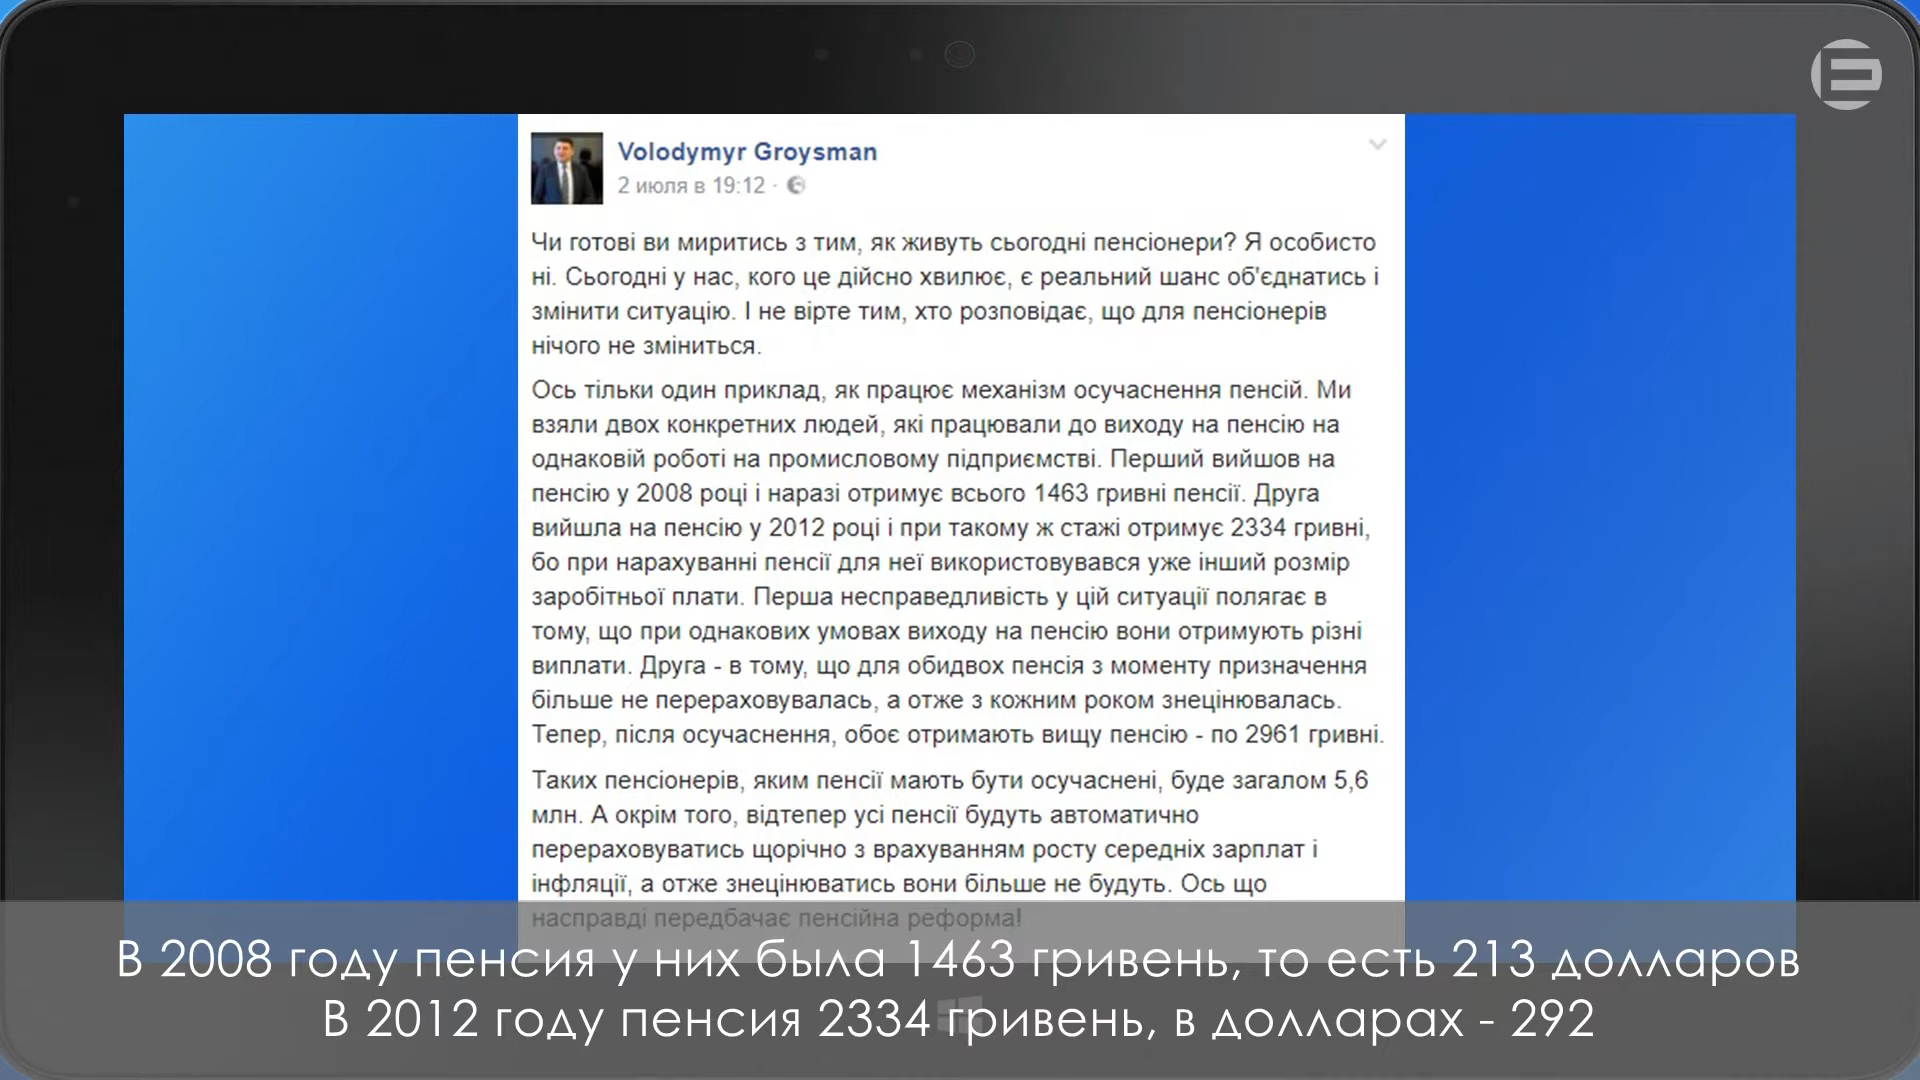 Volodymyr Groysman
2 июля в 19:12 ·
Чи готові ви миритись з тим, як живуть сьогодні пенсіонери? Я особисто
ні. Сьогодні у нас, кого це дійсно хвилює, є реальний шанс об'єднатись і
змінити ситуацію. І не вірте тим, хто розповідає, що для пенсіонерів
нічого не зміниться.
Ось тільки один приклад, як працює механізм осучаснення пенсій. Ми
взяли двох конкретних людей, які працювали до виходу на пенсію на
однаковій роботі на промисловому підприємстві. Перший вийшов на
пенсію у 2008 році і наразі отримує всього 1463 гривні пенсії. Друга
вийшла на пенсію у 2012 році і при такому ж стажі отримує 2334 гривні,
бо при нарахуванні пенсії для неї використовувався уже інший розмір
заробітньої плати. Перша несправедливість у цій ситуації полягає в
тому, що при однакових умовах виходу на пенсію вони отримують різні
виплати. Друга - в тому, що для обидвох пенсія з моменту призначення
більше не перераховувалась, а отже з кожним роком знецінювалась.
Тепер, після осучаснення, обоє отримають вищу пенсію - по 2961 гривні.
Таких пенсіонерів, яким пенсії мають бути осучаснені, буде загалом 5,6
млн. А окрім того, відтепер усі пенсії будуть автоматично
перераховуватись щорічно з врахуванням росту середніх зарплат і
інфляції, а отже знецінюватись вони більше не будуть. Ось що
насправді передбачає пенсійна реформа!
В 2008 году пенсия у них была 1463 гривень, то есть 213 долларов
В 2012 году пенсия 2334 гривень, в долларах - 292